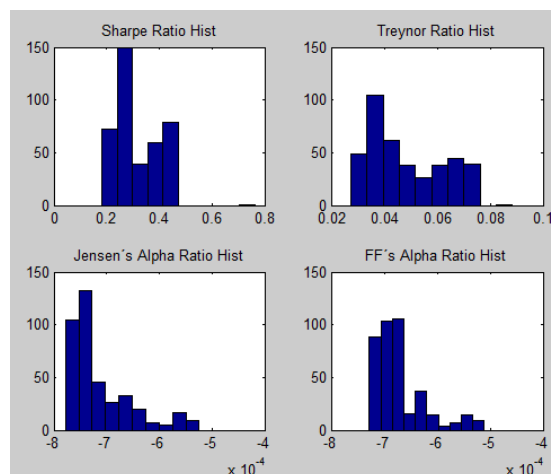 Sharpe Ratio Hist
150
100
50
0
0 0.2 0.4 0.6 0.8
Treynor Ratio Hist
150
100
50
0
0.02 0.04 0.06 0.08 0.1
Jensen´s Alpha Ratio Hist
150
100
50
0
-8 -7 -6 -5 -4
x 10⁻⁴
FF´s Alpha Ratio Hist
150
100
50
0
-8 -7 -6 -5 -4
x 10⁻⁴